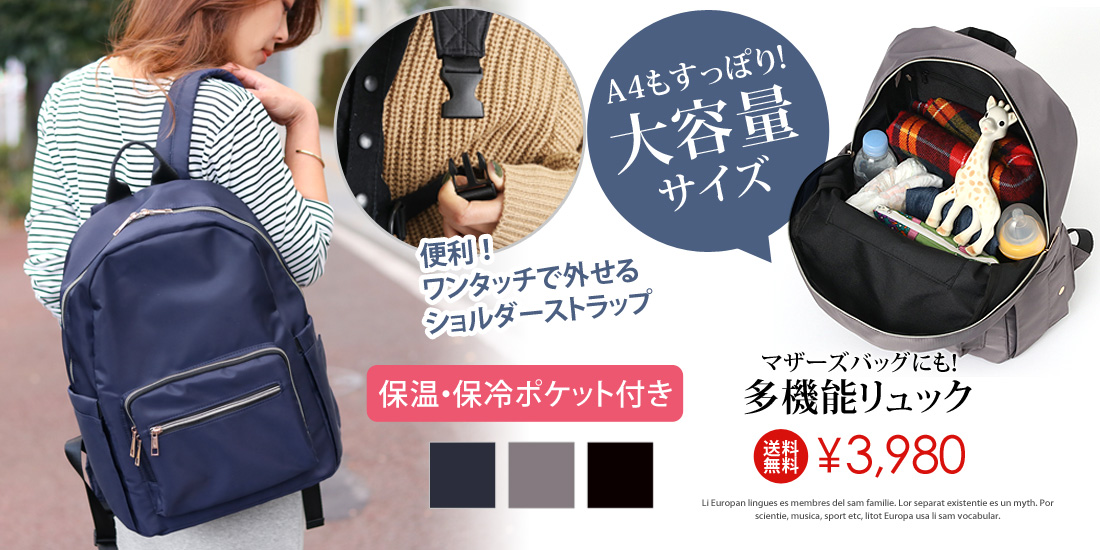 A4もすっぽり!
大容量
サイズ
便利！
ワンタッチで外せる
ショルダーストラップ
保温・保冷ポケット付き
マザーズバッグにも!
多機能リュック
送料
無料
¥3,980
Li Europan lingues es membres del sam familie. Lor separat existentie es un myth. Por
scientie, musica, sport etc, litot Europa usa li sam vocabular.